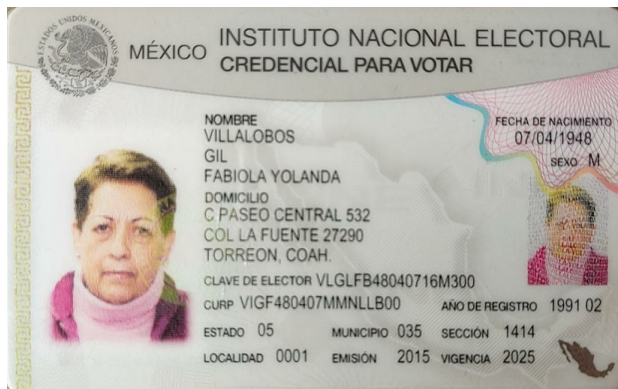 ESTADOS UNIDOS MEXICANOS
MÉXICO INSTITUTO NACIONAL ELECTORAL
CREDENCIAL PARA VOTAR
NOMBRE
VILLALOBOS
GIL
FABIOLA YOLANDA
FECHA DE NACIMIENTO
07/04/1948
SEXO M
DOMICILIO
C PASEO CENTRAL 532
COL LA FUENTE 27290
TORREON, COAH.
CLAVE DE ELECTOR VLGLFB48040716M300
CURP VIGF480407MMNLLB00 AÑO DE REGISTRO 1991 02
ESTADO 05 MUNICIPIO 035 SECCIÓN 1414
LOCALIDAD 0001 EMISIÓN 2015 VIGENCIA 2025